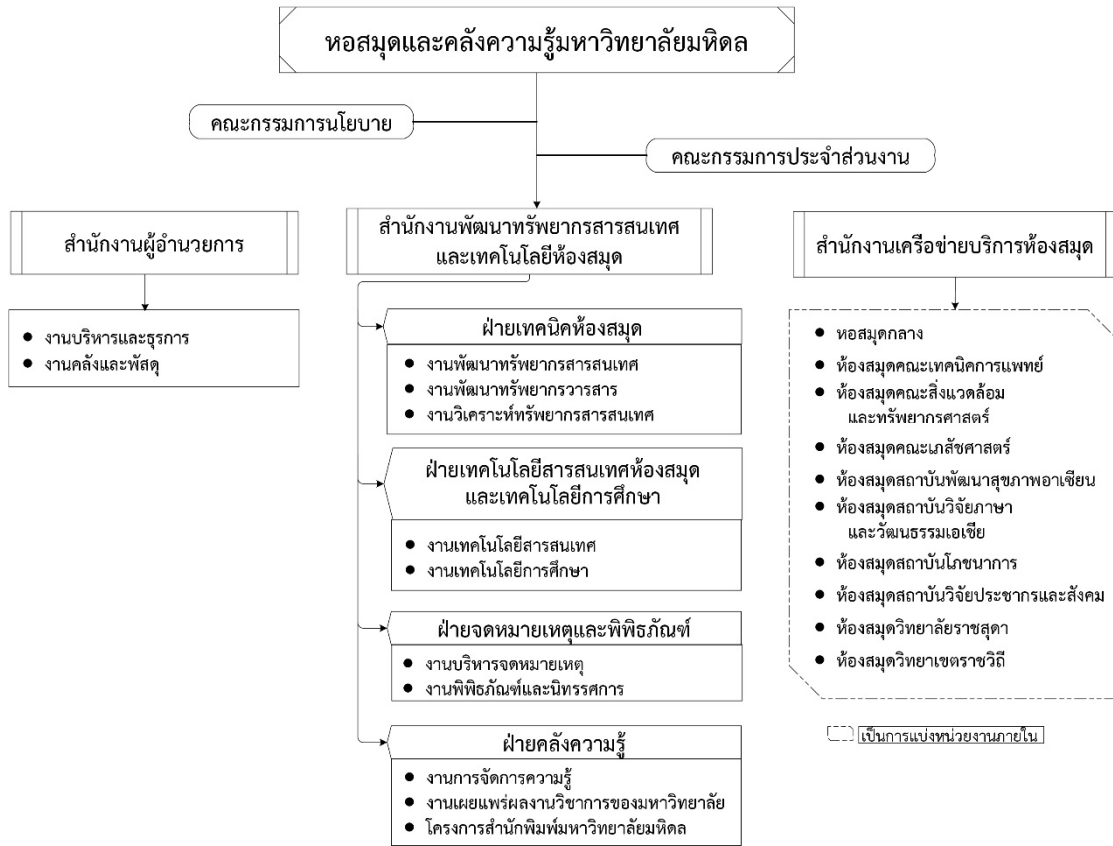 หอสมุดและคลังความรู้มหาวิทยาลัยมหิดล
คณะกรรมการนโยบาย
คณะกรรมการประจำส่วนงาน
สำนักงานผู้อำนวยการ
● งานบริหารและธุรการ
● งานคลังและพัสดุ
สำนักงานพัฒนาทรัพยากรสารสนเทศ
และเทคโนโลยีห้องสมุด
ฝ่ายเทคนิคห้องสมุด
● งานพัฒนาทรัพยากรสารสนเทศ
● งานพัฒนาทรัพยากรวารสาร
● งานวิเคราะห์ทรัพยากรสารสนเทศ
ฝ่ายเทคโนโลยีสารสนเทศห้องสมุด
และเทคโนโลยีการศึกษา
● งานเทคโนโลยีสารสนเทศ
● งานเทคโนโลยีการศึกษา
ฝ่ายจดหมายเหตุและพิพิธภัณฑ์
● งานบริหารจดหมายเหตุ
● งานพิพิธภัณฑ์และนิทรรศการ
ฝ่ายคลังความรู้
● งานการจัดการความรู้
● งานเผยแพร่ผลงานวิชาการของมหาวิทยาลัย
● โครงการสำนักพิมพ์มหาวิทยาลัยมหิดล
สำนักงานเครือข่ายบริการห้องสมุด
● หอสมุดกลาง
● ห้องสมุดคณะเทคนิคการแพทย์
● ห้องสมุดคณะสิ่งแวดล้อม
และทรัพยากรศาสตร์
● ห้องสมุดคณะเภสัชศาสตร์
● ห้องสมุดสถาบันพัฒนาสุขภาพอาเซียน
● ห้องสมุดสถาบันวิจัยภาษา
และวัฒนธรรมเอเชีย
● ห้องสมุดสถาบันโภชนาการ
● ห้องสมุดสถาบันวิจัยประชากรและสังคม
● ห้องสมุดวิทยาลัยราชสุดา
● ห้องสมุดวิทยาเขตราชวิถี
เป็นการแบ่งหน่วยงานภายใน